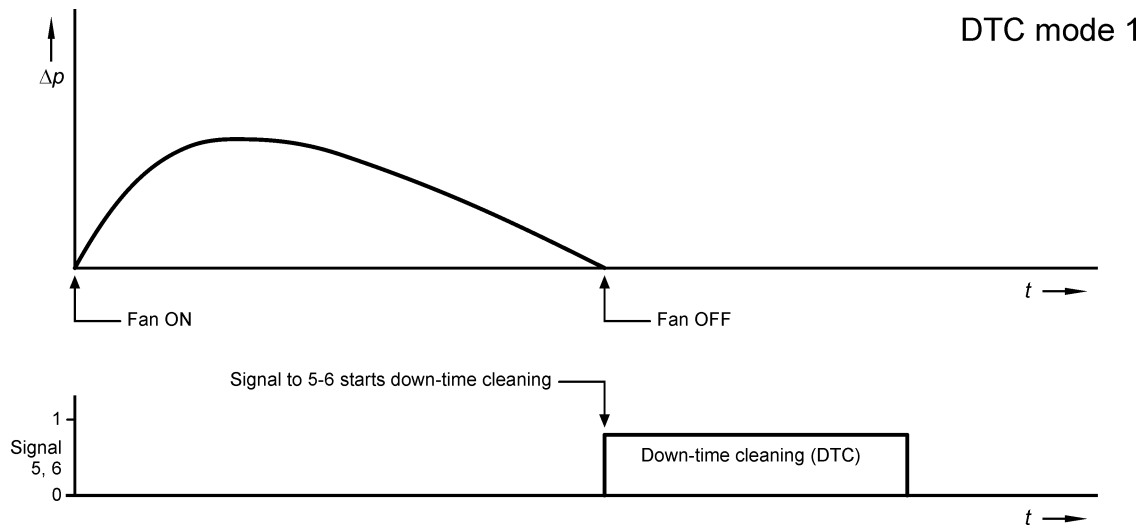 DTC mode 1
Δp
t
Fan ON
Fan OFF
Signal to 5-6 starts down-time cleaning
1
Signal
5, 6
Down-time cleaning (DTC)
0
t